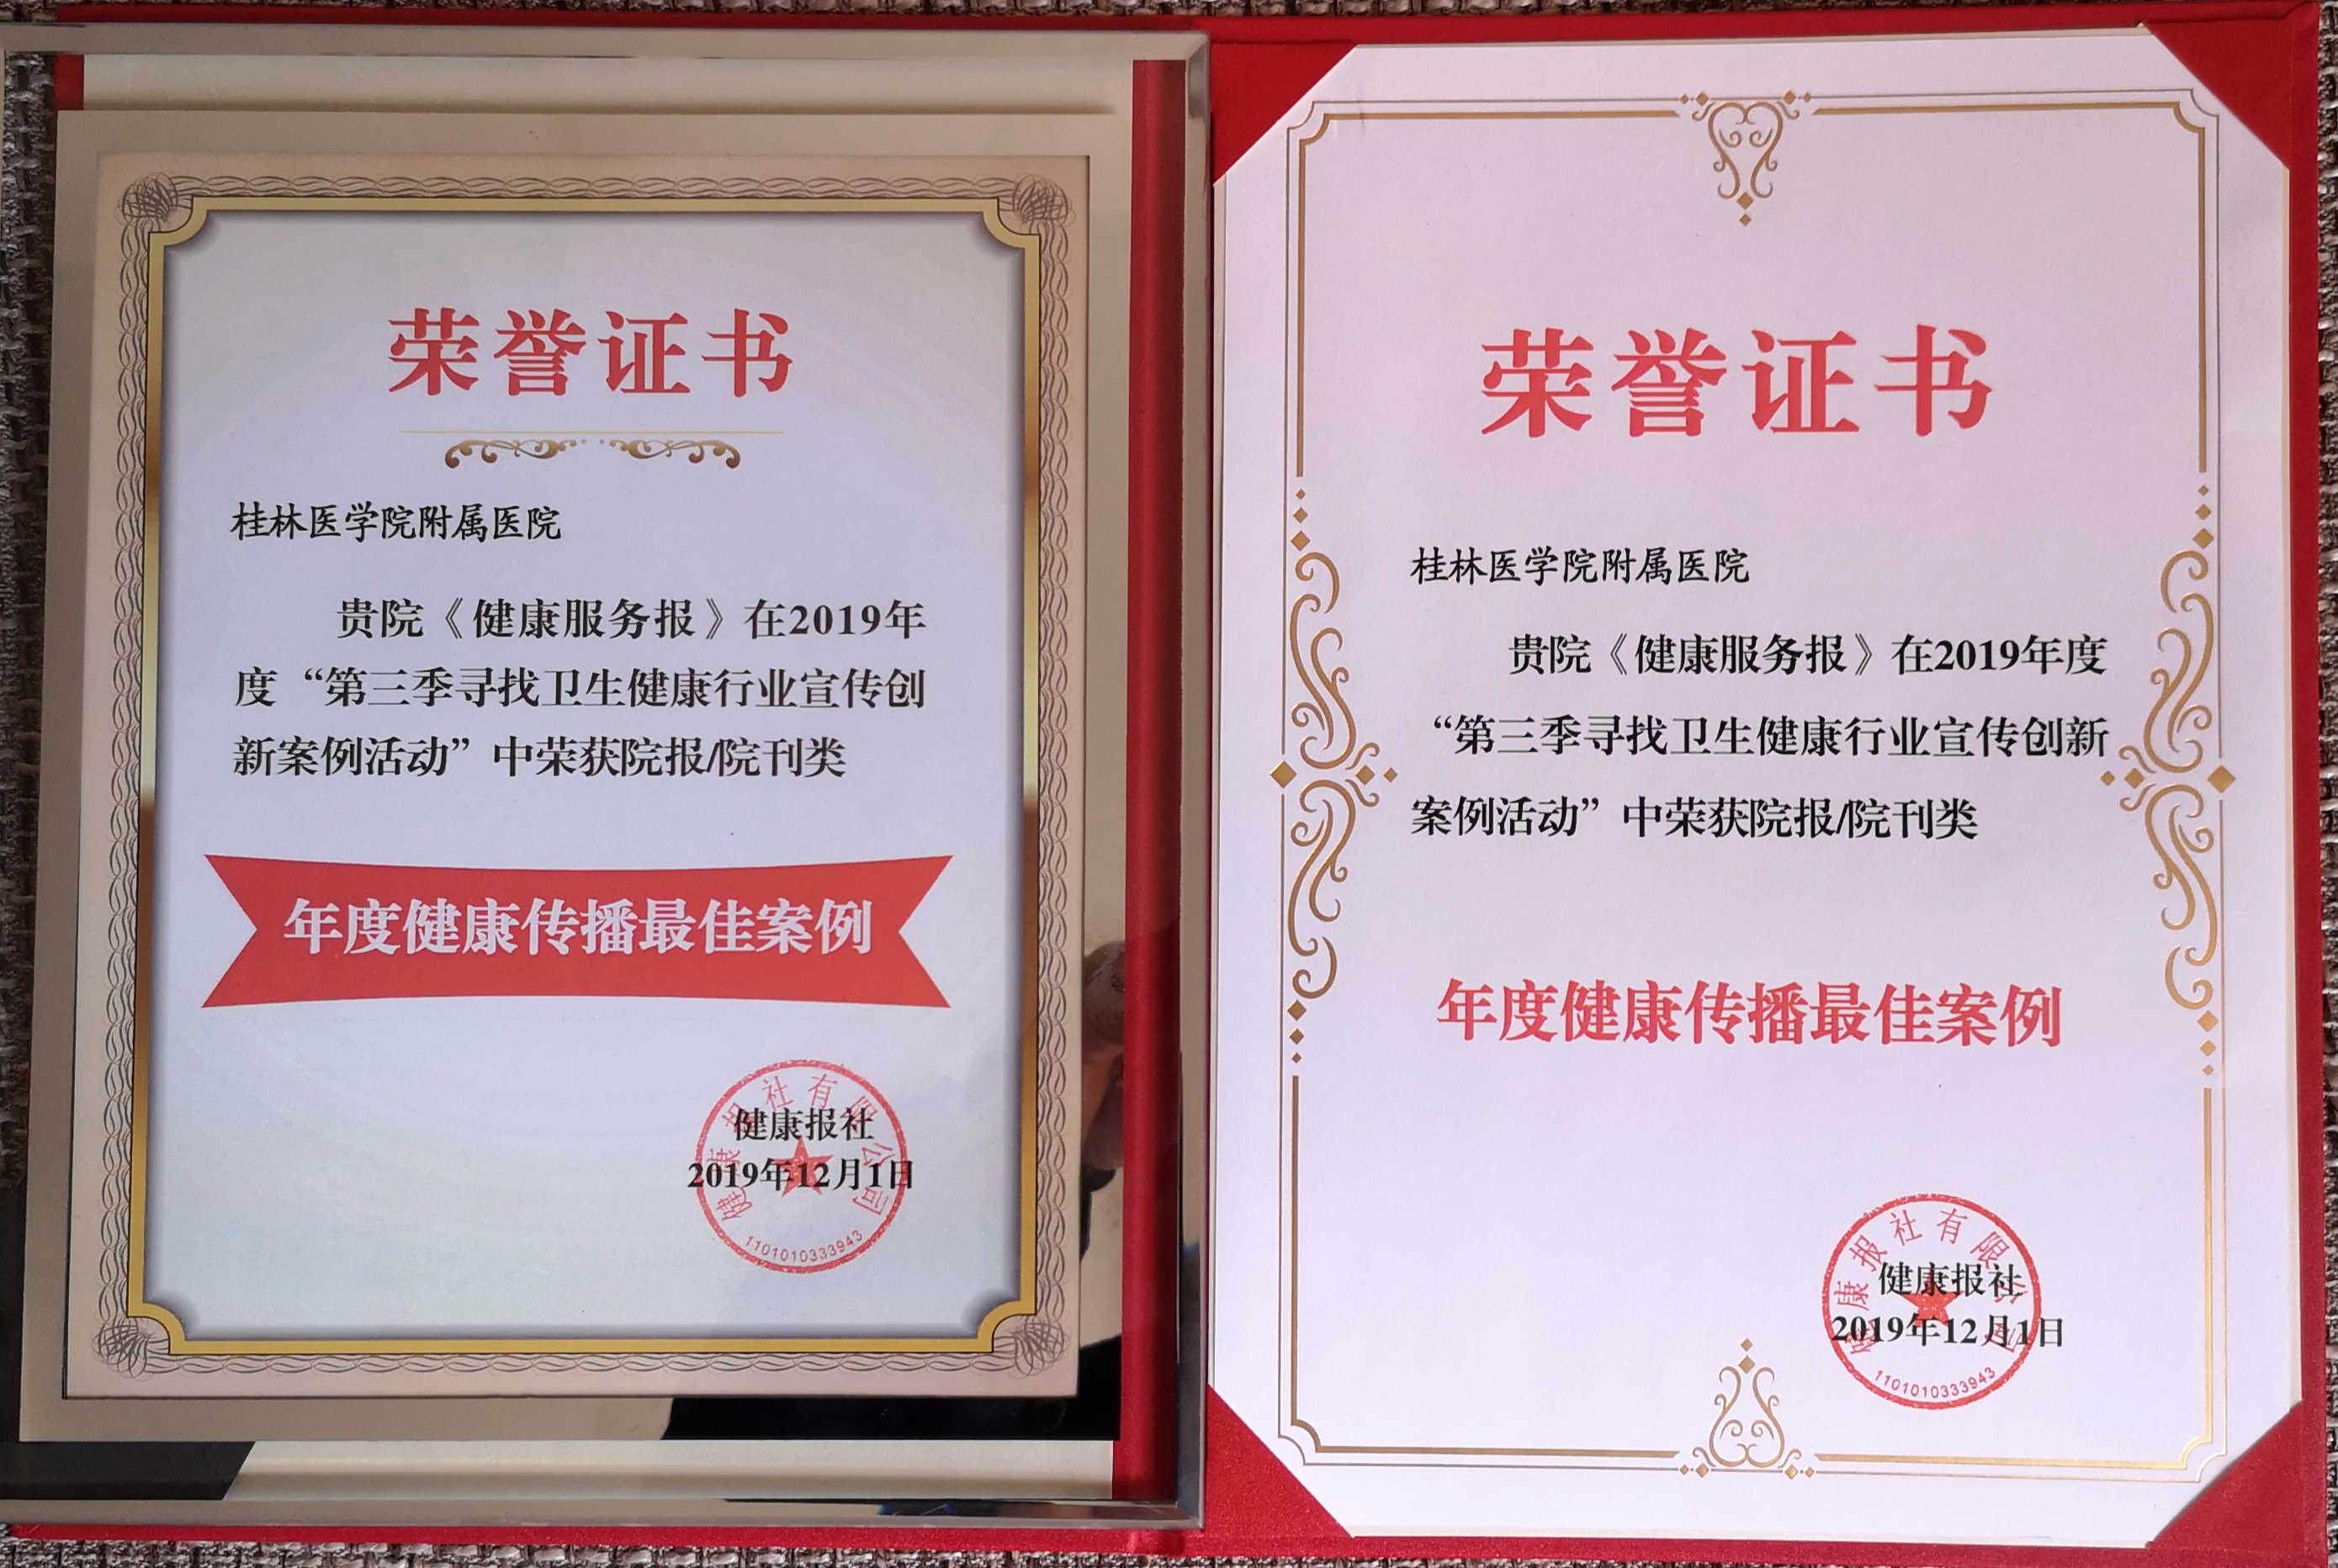 荣誉证书
桂林医学院附属医院
贵院《健康服务报》在2019年
度“第三季寻找卫生健康行业宣传创
新案例活动”中荣获院报/院刊类
年度健康传播最佳案例
健康报社有限公司
健康报社
2019年12月1日
1101010333943
荣誉证书
桂林医学院附属医院
贵院《健康服务报》在2019年度
“第三季寻找卫生健康行业宣传创新
案例活动”中荣获院报/院刊类
年度健康传播最佳案例
健康报社有限公司
健康报社
2019年12月1日
1101010333943